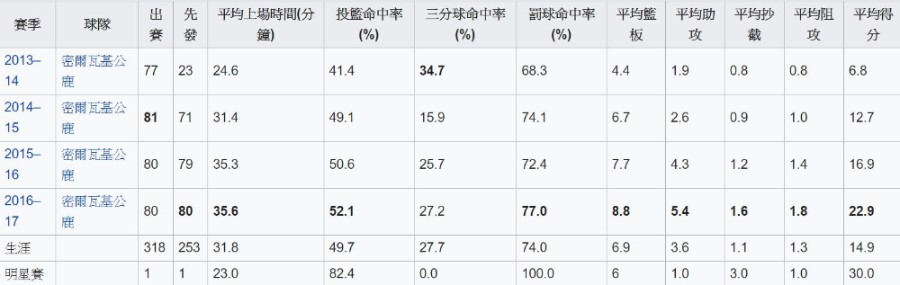 賽季 球隊 出賽 先發 平均上場時間(分鐘) 投籃命中率(%) 三分球命中率(%) 罰球命中率(%) 平均籃板 平均助攻 平均抄截 平均阻攻 平均得分
2013–14 密爾瓦基公鹿 77 23 24.6 41.4 34.7 68.3 4.4 1.9 0.8 0.8 6.8
2014–15 密爾瓦基公鹿 81 71 31.4 49.1 15.9 74.1 6.7 2.6 0.9 1.0 12.7
2015–16 密爾瓦基公鹿 80 79 35.3 50.6 25.7 72.4 7.7 4.3 1.2 1.4 16.9
2016–17 密爾瓦基公鹿 80 80 35.6 52.1 27.2 77.0 8.8 5.4 1.6 1.8 22.9
生涯 318 253 31.8 49.7 27.7 74.0 6.9 3.6 1.1 1.3 14.9
明星賽 1 1 23.0 82.4 0.0 100.0 6 1.0 3.0 1.0 30.0